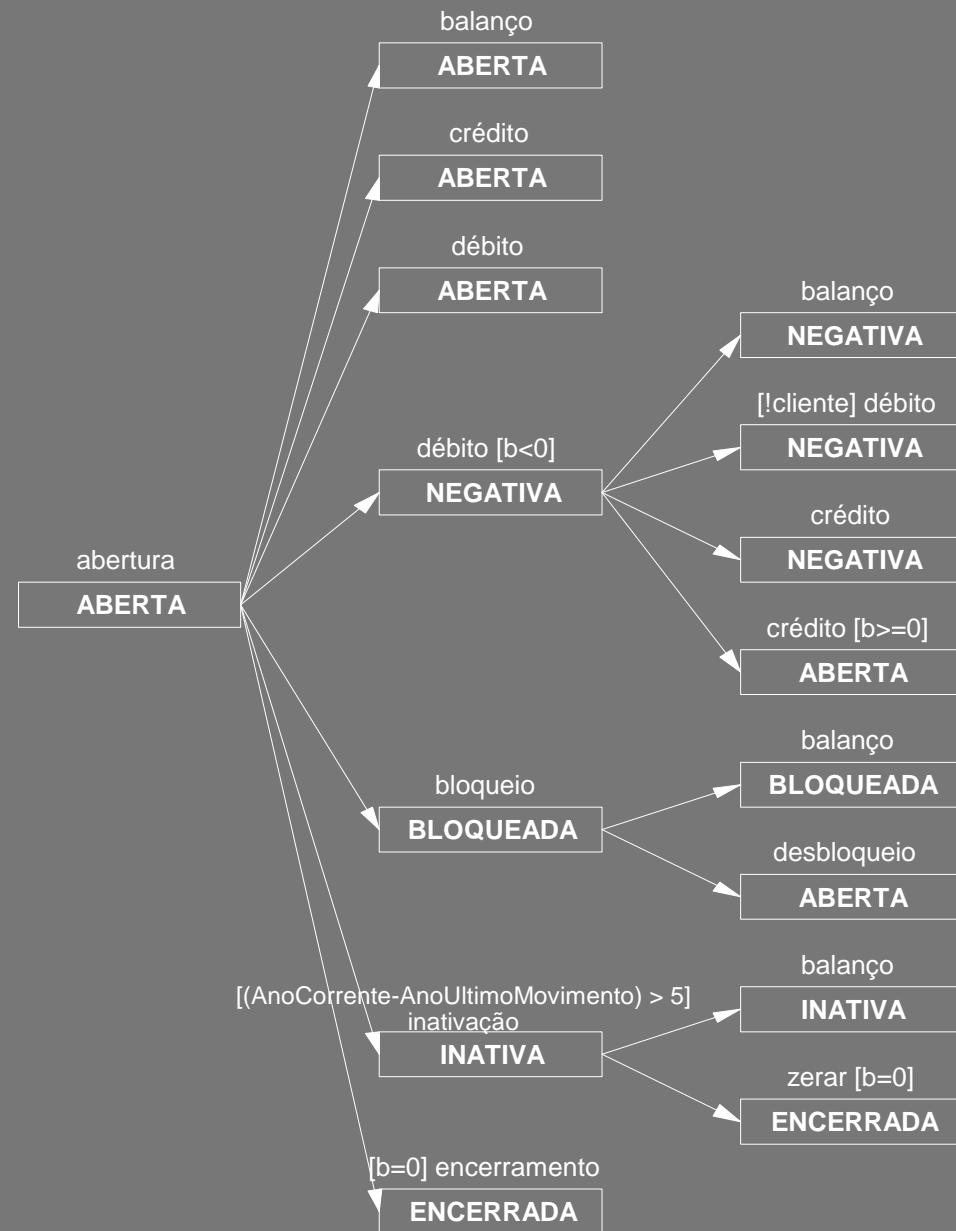 balanço
ABERTA
crédito
ABERTA
débito
ABERTA
balanço
NEGATIVA
[!cliente] débito
NEGATIVA
débito [b<0]
NEGATIVA
crédito
NEGATIVA
abertura
ABERTA
crédito [b>=0]
ABERTA
balanço
BLOQUEADA
bloqueio
BLOQUEADA
desbloqueio
ABERTA
balanço
INATIVA
[(AnoCorrente-AnoUltimoMovimento) > 5]
inativação
INATIVA
zerar [b=0]
ENCERRADA
[b=0] encerramento
ENCERRADA